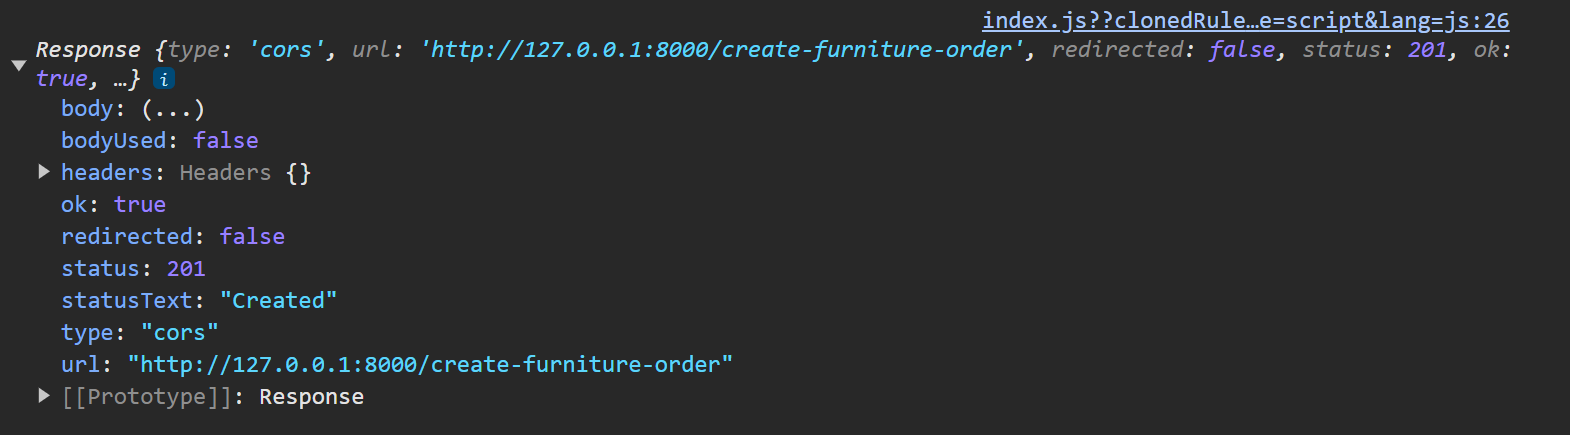 index.js??clonedRule…e=script&lang=js:26
Response {type: 'cors', url: 'http://127.0.0.1:8000/create-furniture-order', redirected: false, status: 201, ok:
true, …} i
body: (...)
bodyUsed: false
headers: Headers {}
ok: true
redirected: false
status: 201
statusText: "Created"
type: "cors"
url: "http://127.0.0.1:8000/create-furniture-order"
[[Prototype]]: Response